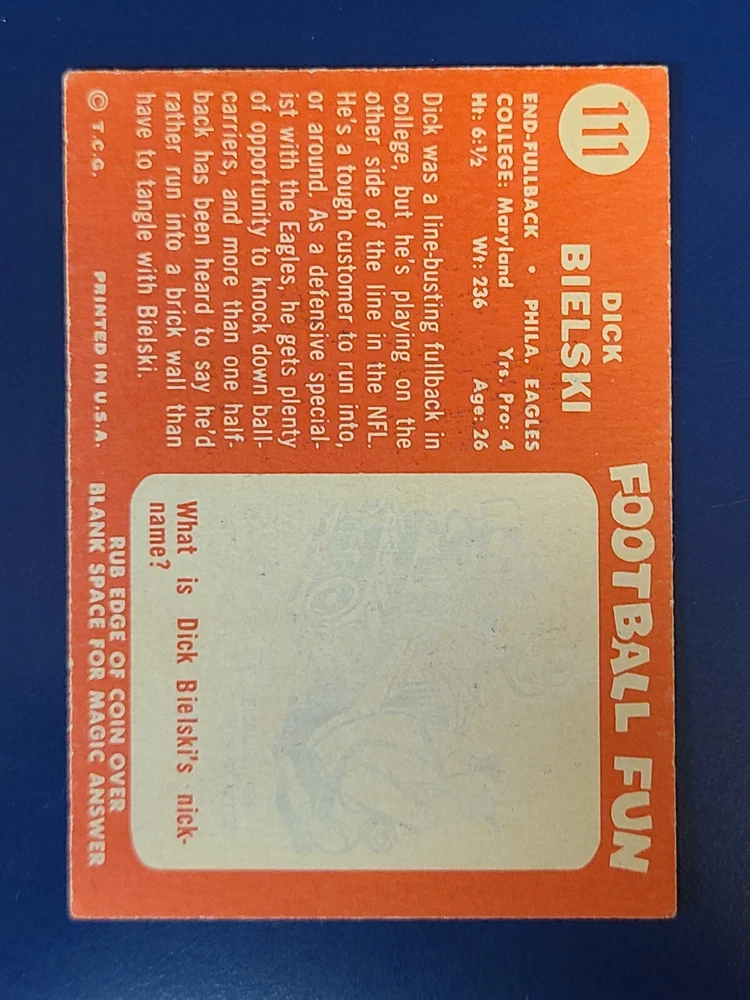 111
DICK
BIELSKI
END-FULLBACK • PHILA. EAGLES
COLLEGE: Maryland Yrs. Pro: 4
Ht: 6:½ Wt: 236 Age: 26
Dick was a line-busting fullback in
college, but he's playing on the
other side of the line in the NFL.
He's a tough customer to run into,
or around. As a defensive special-
ist with the Eagles, he gets plenty
of opportunity to knock down ball-
carriers, and more than one half-
back has been heard to say he'd
rather run into a brick wall than
have to tangle with Bielski.
© T.C.G. PRINTED IN U.S.A.
FOOTBALL FUN
What is Dick Bielski's nick-
name?
RUB EDGE OF COIN OVER
BLANK SPACE FOR MAGIC ANSWER